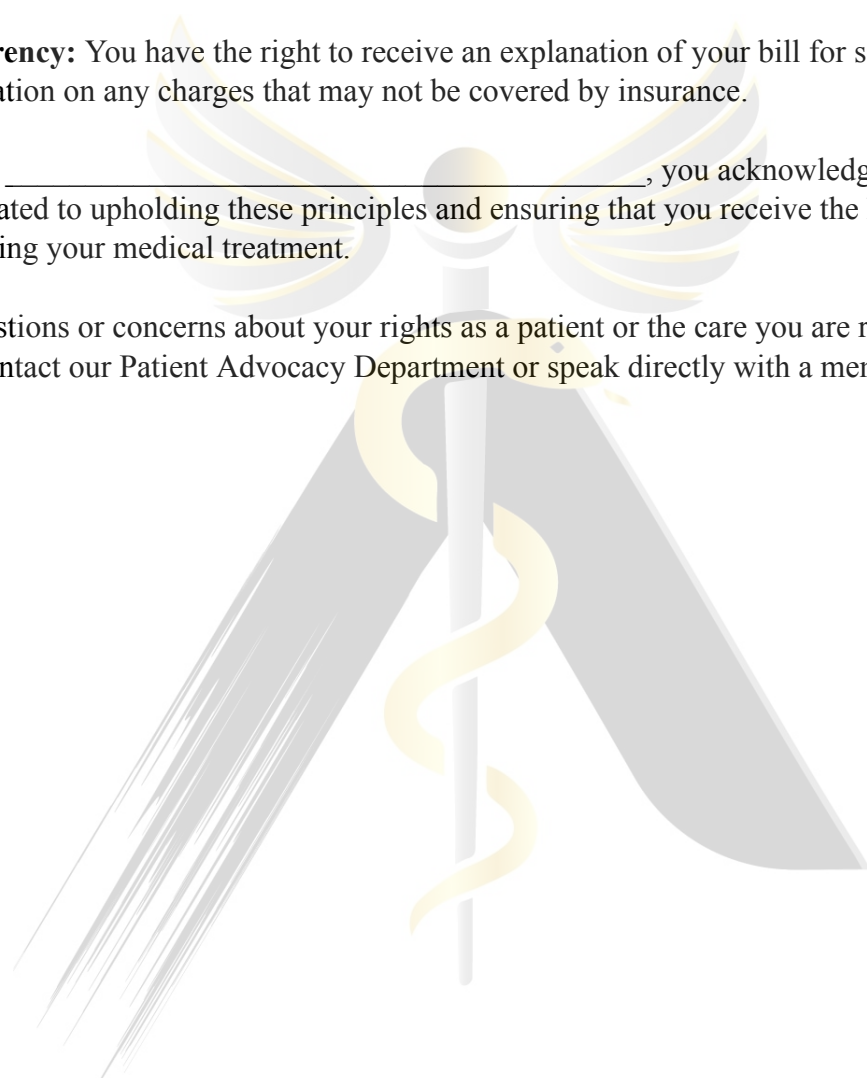 rency: You have the right to receive an explanation of your bill for s
ation on any charges that may not be covered by insurance.
________________________________________, you acknowledg
ated to upholding these principles and ensuring that you receive the
ing your medical treatment.
stions or concerns about your rights as a patient or the care you are r
ntact our Patient Advocacy Department or speak directly with a mem